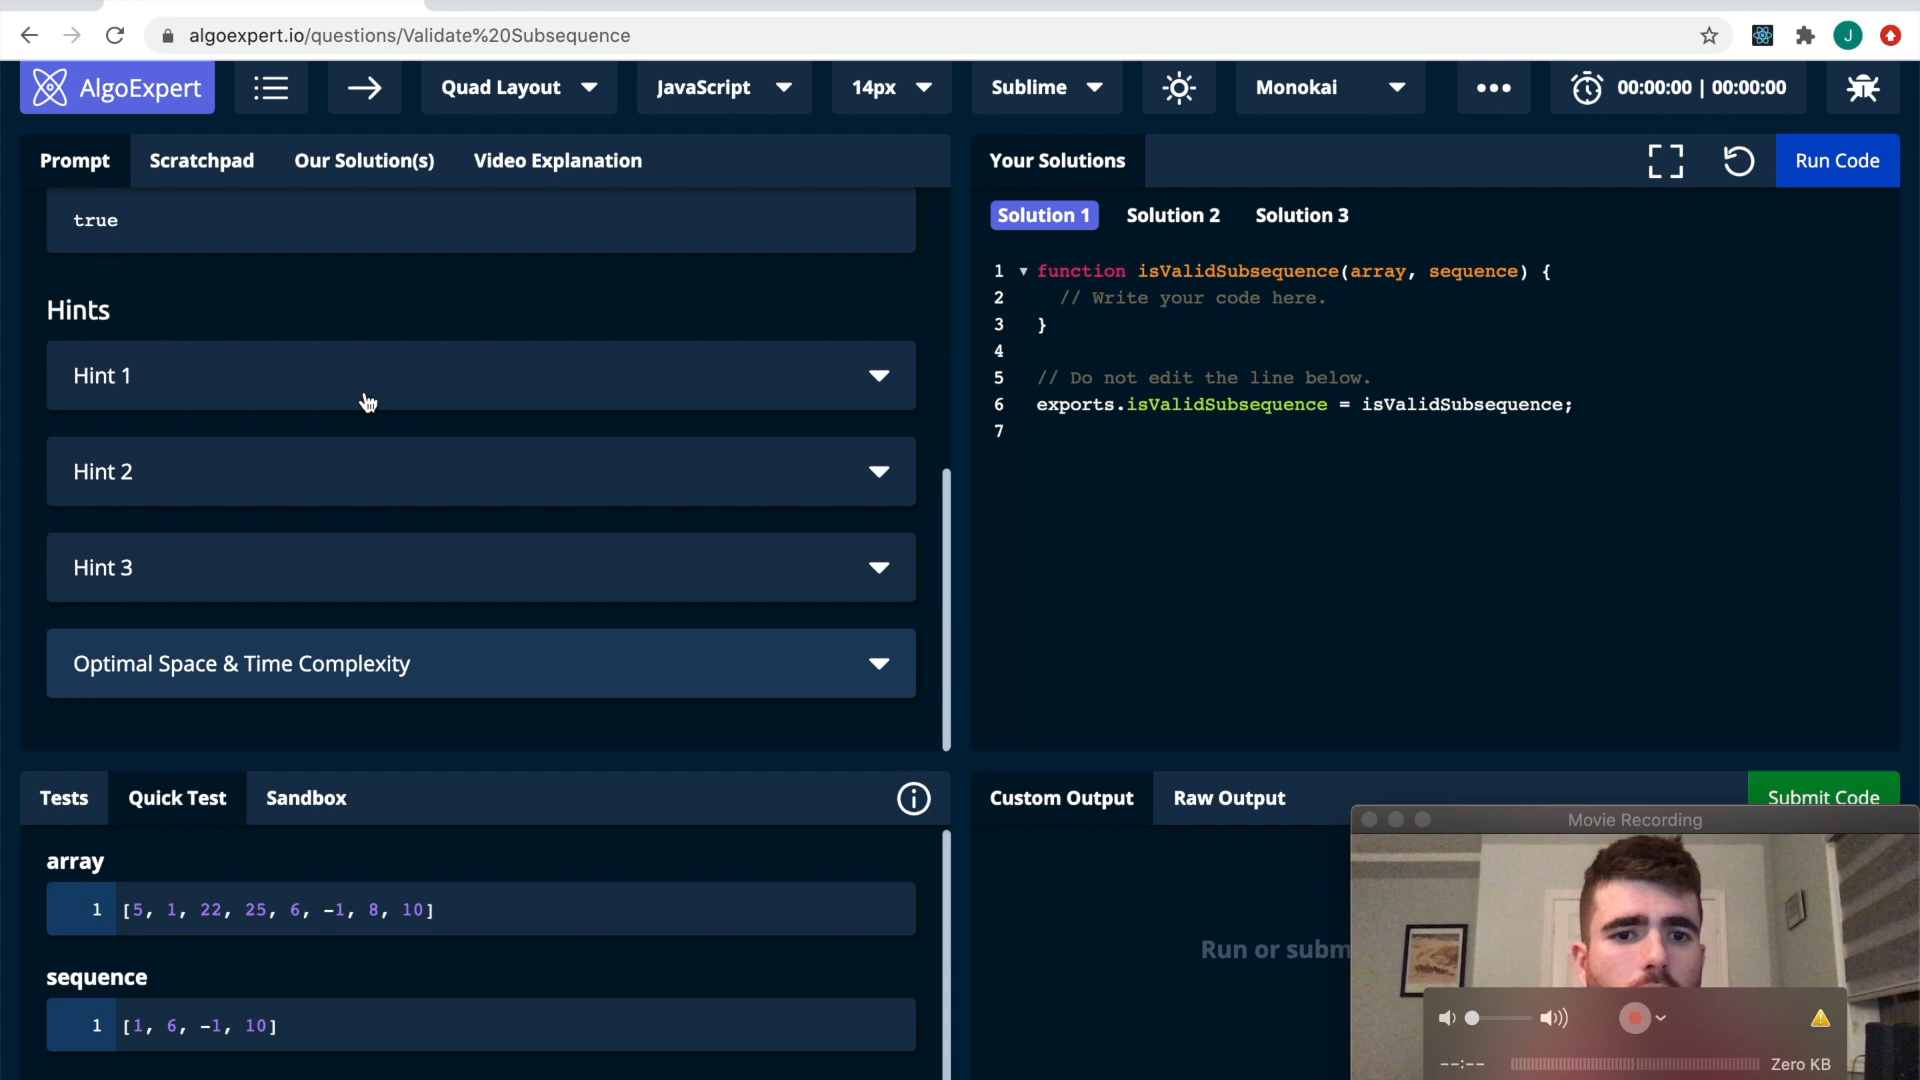 algoexpert.io/questions/Validate%20Subsequence
J
AlgoExpert
Quad Layout
JavaScript
14px
Sublime
Monokai
00:00:00 | 00:00:00
Prompt
Scratchpad
Our Solution(s)
Video Explanation
true
Hints
Hint 1
Hint 2
Hint 3
Optimal Space & Time Complexity
Your Solutions
Run Code
Solution 1
Solution 2
Solution 3
1 function isValidSubsequence(array, sequence) {
2 // Write your code here.
3 }
4
5 // Do not edit the line below.
6 exports.isValidSubsequence = isValidSubsequence;
7
Tests
Quick Test
Sandbox
array
1 [5, 1, 22, 25, 6, -1, 8, 10]
sequence
1 [1, 6, -1, 10]
Custom Output
Raw Output
Submit Code
Run or subm
Movie Recording
--:--
Zero KB